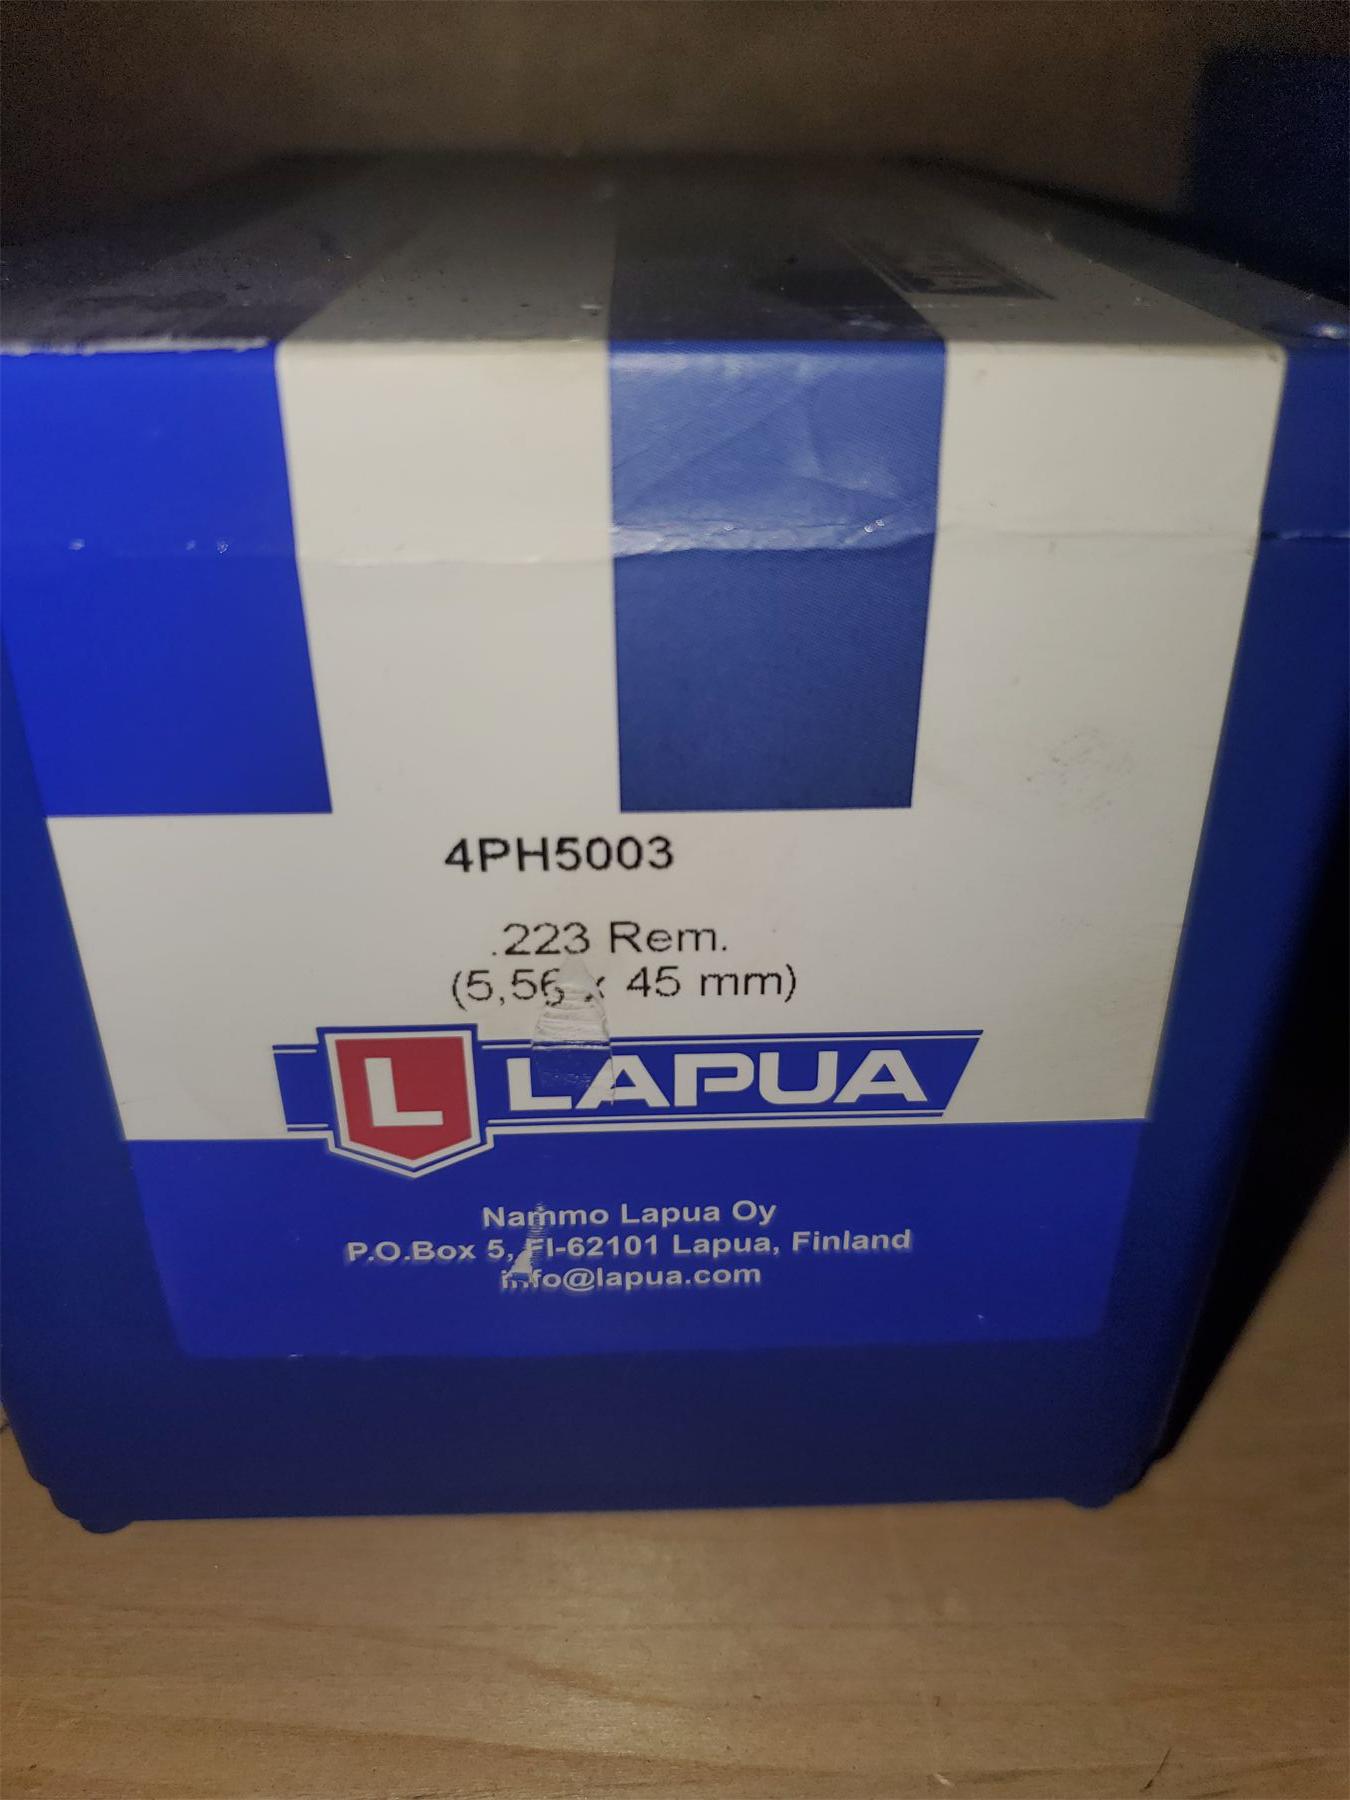 4PH5003
.223 Rem.
(5,56 x 45 mm)
L LAPUA
Nammo Lapua Oy
P.O.Box 5, FI-62101 Lapua, Finland
info@lapua.com